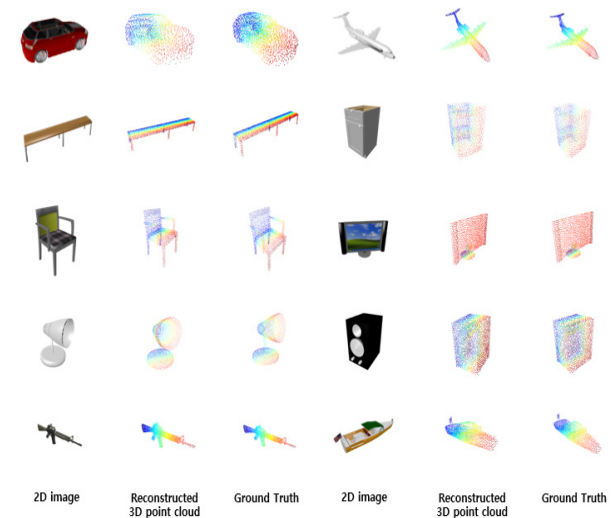 2D image
Reconstructed
3D point cloud
Ground Truth
2D image
Reconstructed
3D point cloud
Ground Truth